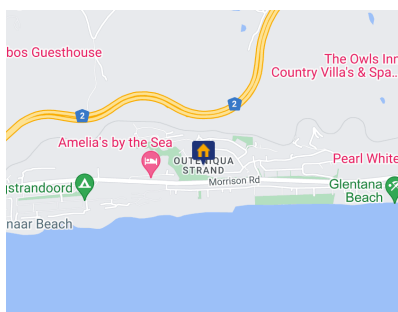 bos Guesthouse
The Owls Inn
Country Villa's & Spa...
2
2
Amelia's by the Sea
OUTENIQUA
STRAND
Pearl White
Morrison Rd
gstrandoord
Glentana
Beach
naar Beach